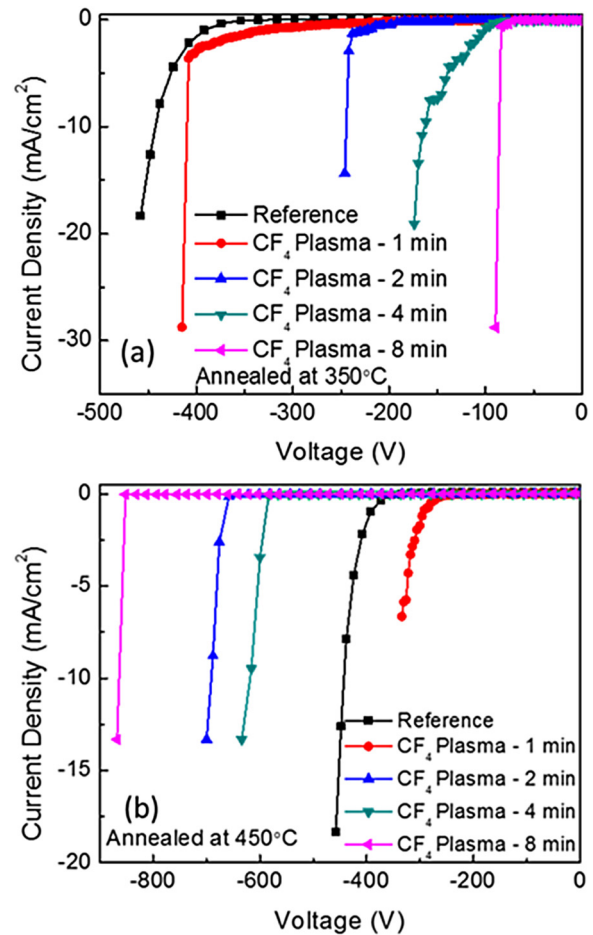 0
-10
-20
-30
Current Density (mA/cm²)
Reference
CF₄ Plasma - 1 min
CF₄ Plasma - 2 min
CF₄ Plasma - 4 min
CF₄ Plasma - 8 min
(a)
Annealed at 350°C
-500 -400 -300 -200 -100 0
Voltage (V)
0
-5
-10
-15
-20
Current Density (mA/cm²)
Reference
CF₄ Plasma - 1 min
CF₄ Plasma - 2 min
CF₄ Plasma - 4 min
CF₄ Plasma - 8 min
(b)
Annealed at 450°C
-800 -600 -400 -200 0
Voltage (V)